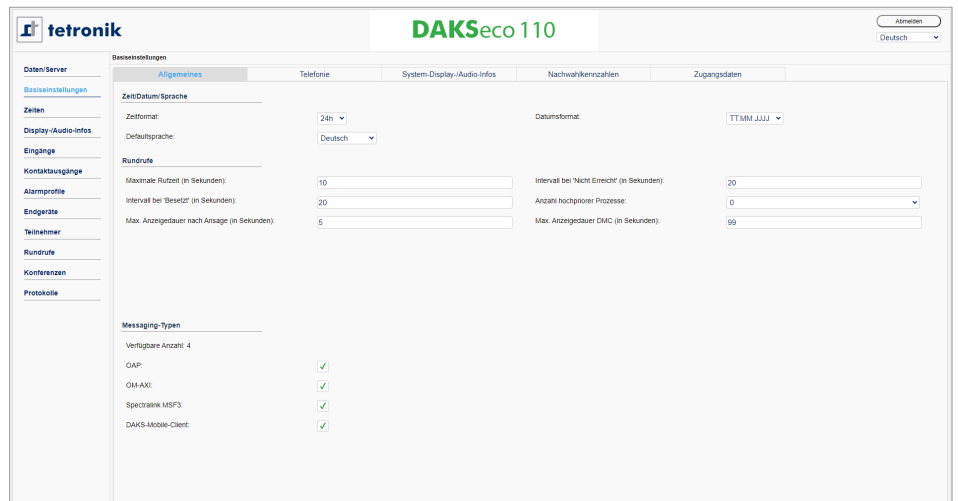 tetronik
DAKSeco 110
Abmelden
Deutsch
Daten/Server
Basiseinstellungen
Zeiten
Display-/Audio-Infos
Eingänge
Kontaktausgänge
Alarmprofile
Endgeräte
Teilnehmer
Rundrufe
Konferenzen
Protokolle
Basiseinstellungen
Allgemeines Telefonie System-Display-/Audio-Infos Nachwahlkennzahlen Zugangsdaten
Zeit/Datum/Sprache
Zeitformat: 24h Datumsformat: TT.MM.JJJJ
Defaultsprache: Deutsch
Rundrufe
Maximale Rufzeit (in Sekunden): 10 Intervall bei 'Nicht Erreicht' (in Sekunden): 20
Intervall bei 'Besetzt' (in Sekunden): 20 Anzahl hochpriorer Prozesse: 0
Max. Anzeigedauer nach Ansage (in Sekunden): 5 Max. Anzeigedauer DMC (in Sekunden): 99
Messaging-Typen
Verfügbare Anzahl: 4
OAP:
OM-AXI:
Spectralink MSF3:
DAKS-Mobile-Client: